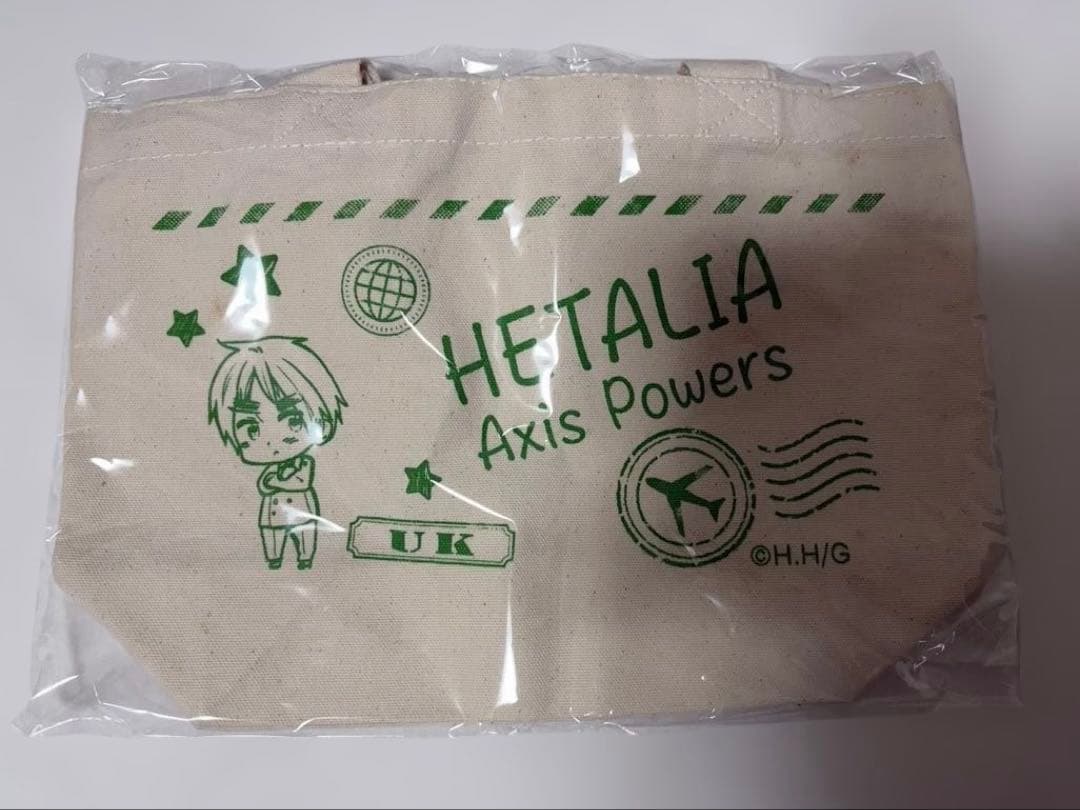 HETALIA
Axis Powers
UK
©H.H/G